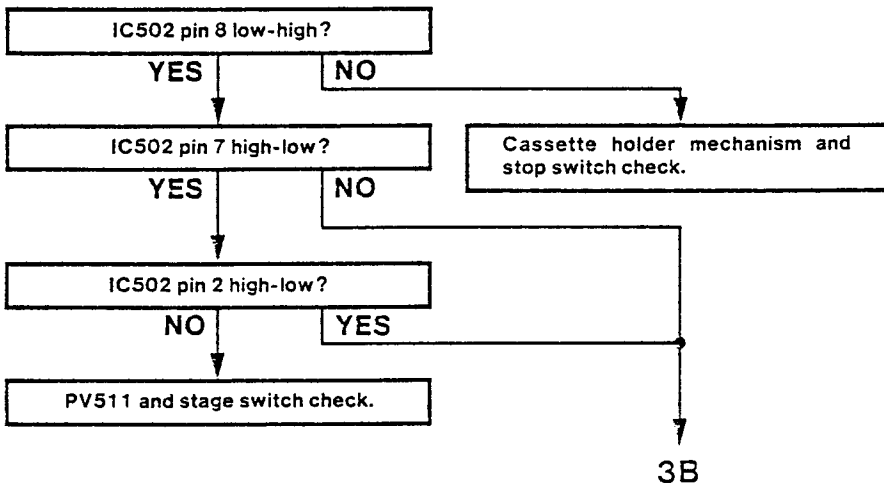 IC502 pin 8 low-high?
YES
NO
IC502 pin 7 high-low?
Cassette holder mechanism and
stop switch check.
YES
NO
IC502 pin 2 high-low?
NO
YES
PV511 and stage switch check.
3B